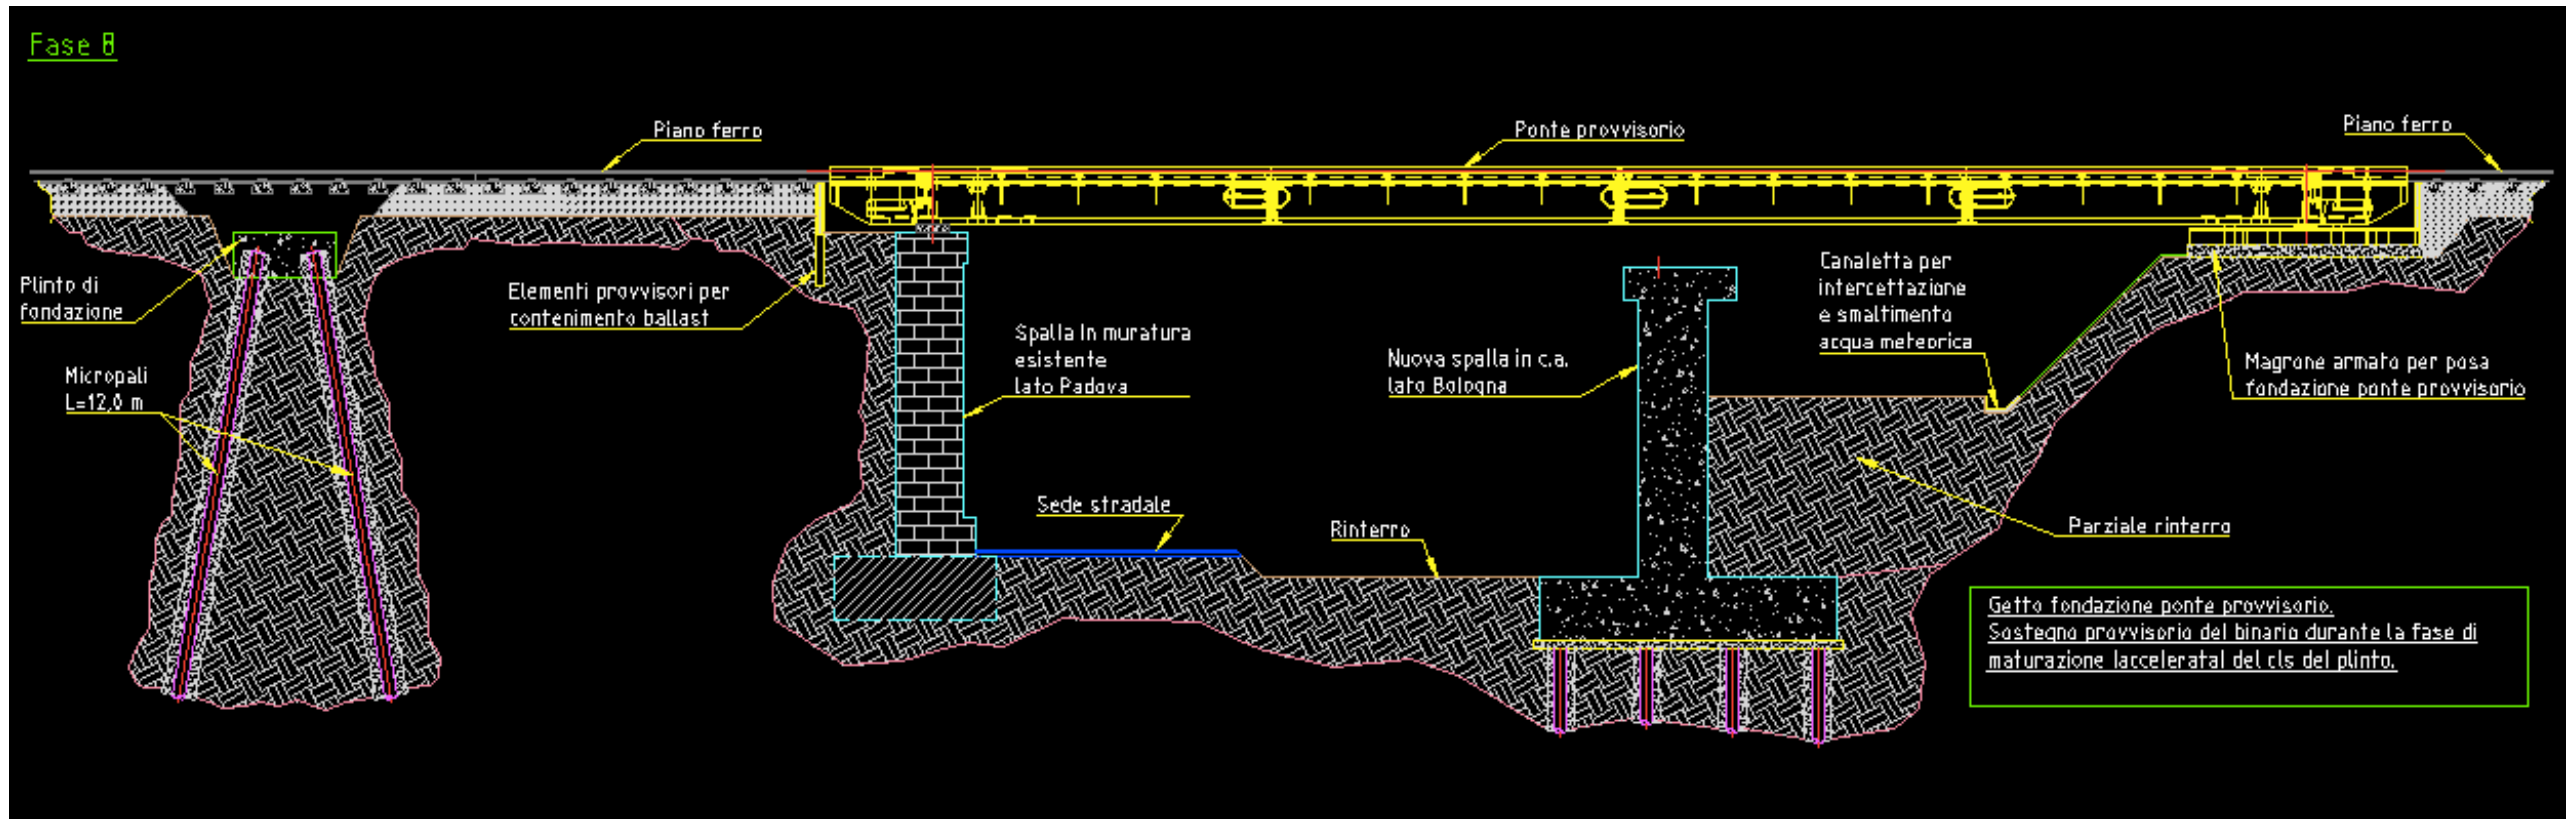 Fase 8
Piano ferro
Ponte provvisorio
Piano ferro
Plinto di
fondazione
Elementi provvisori per
contenimento ballast
Micropali
L=12,0 m
Spalla in muratura
esistente
lato Padova
Nuova spalla in c.a.
lato Bologna
Canaletta per
intercettazione
e smaltimento
acqua meteorica
Magrone armato per posa
fondazione ponte provvisorio
Sede stradale
Rinterro
Parziale rinterro
Getto fondazione ponte provvisorio.
Sostegno provvisorio del binario durante la fase di
maturazione (accelerata) del cls del plinto.